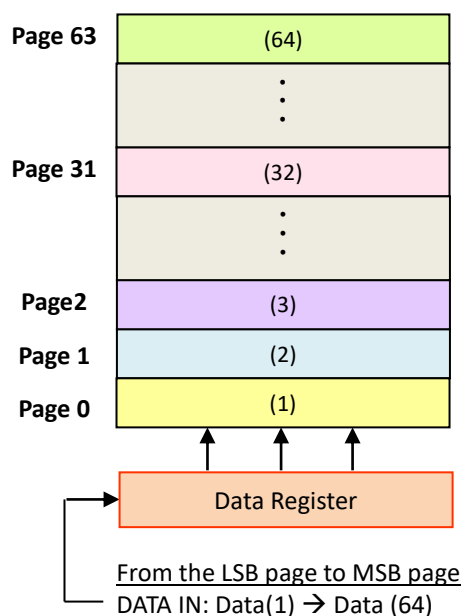 Page 63 (64)
Page 31 (32)
Page2 (3)
Page 1 (2)
Page 0 (1)
Data Register
From the LSB page to MSB page
DATA IN: Data(1) → Data (64)